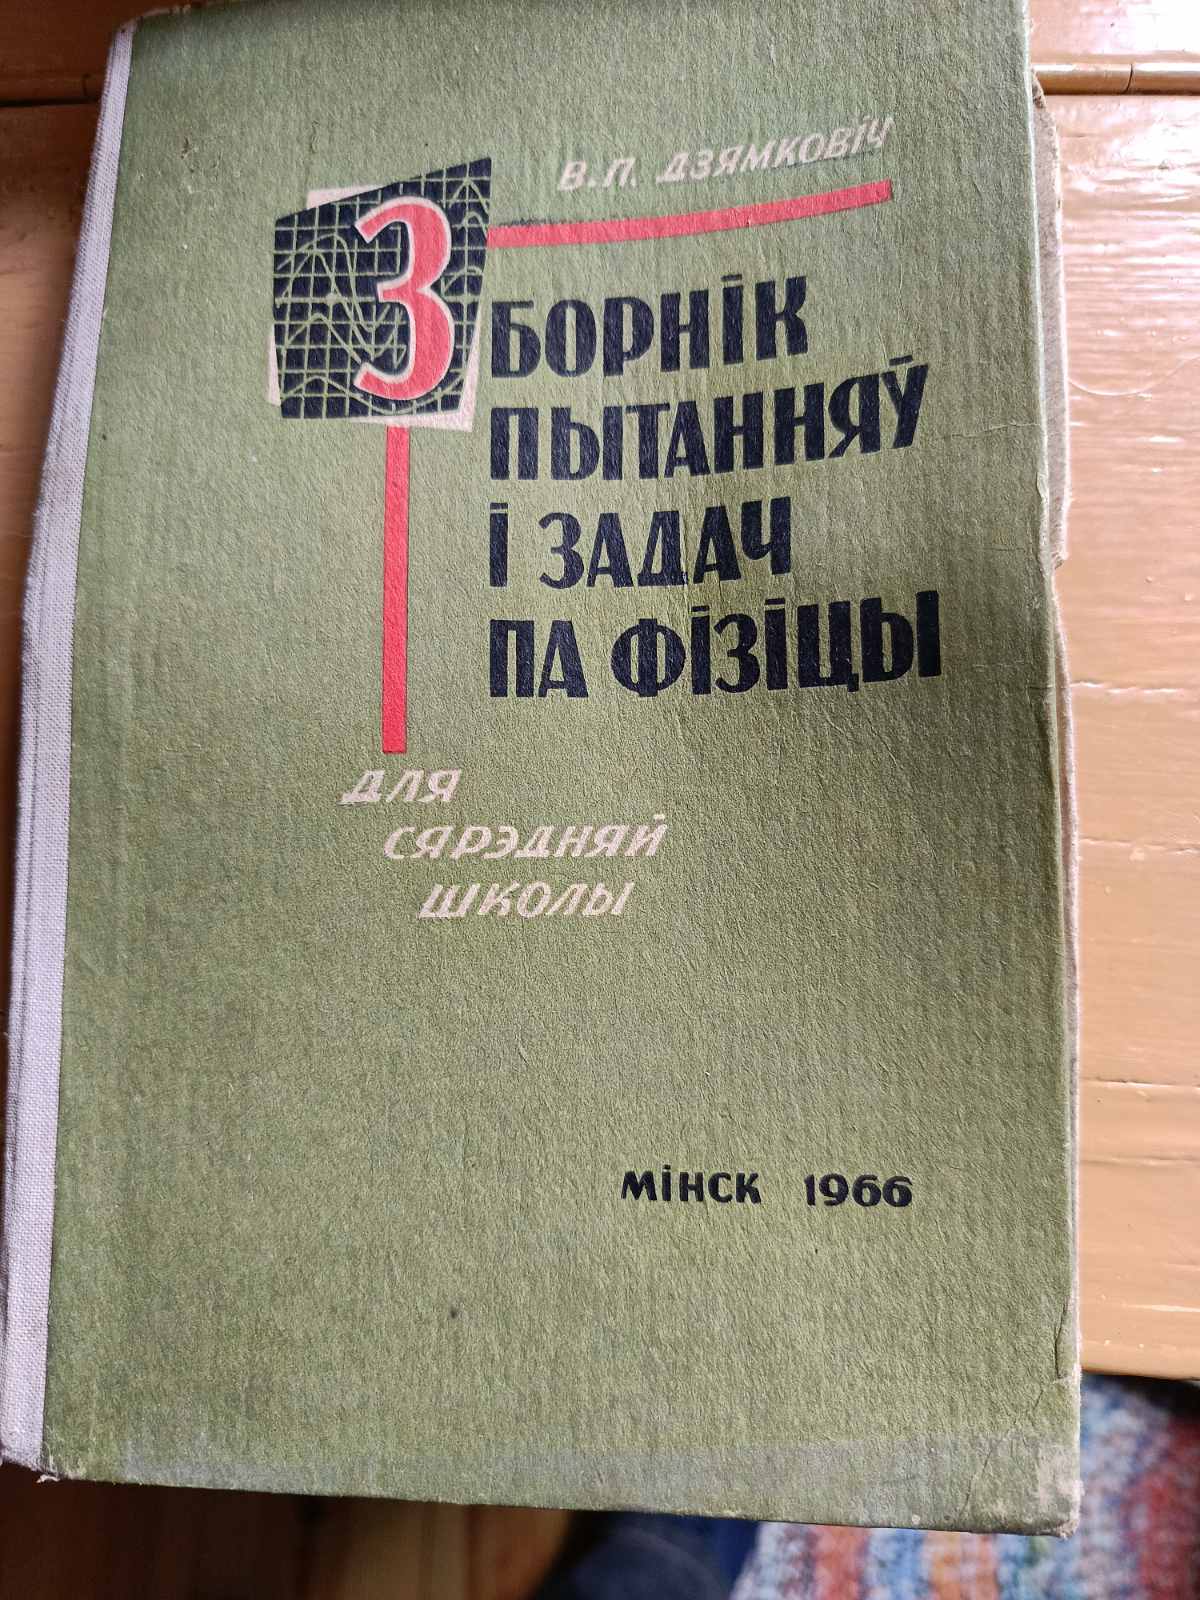 В.П. ДЗЯМКОВІЧ
ЗБОРНІК
ПЫТАННЯЎ
І ЗАДАЧ
ПА ФІЗІЦЫ
ДЛЯ
СЯРЭДНЯЙ
ШКОЛЫ
МІНСК 1966